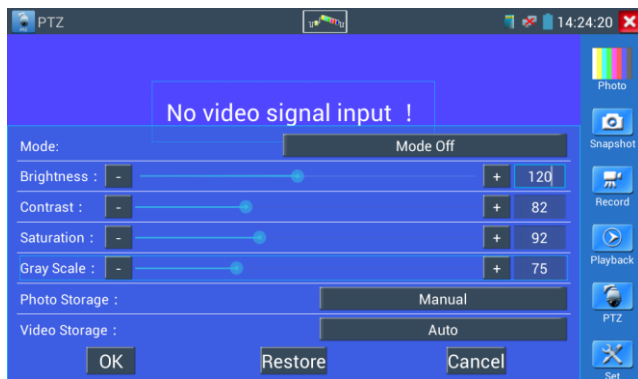 PTZ
14:24:20
No video signal input !
Mode: Mode Off
Brightness : - + 120
Contrast : - + 82
Saturation : - + 92
Gray Scale : - + 75
Photo Storage : Manual
Video Storage : Auto
OK Restore Cancel
Photo
Snapshot
Record
Playback
PTZ
Set